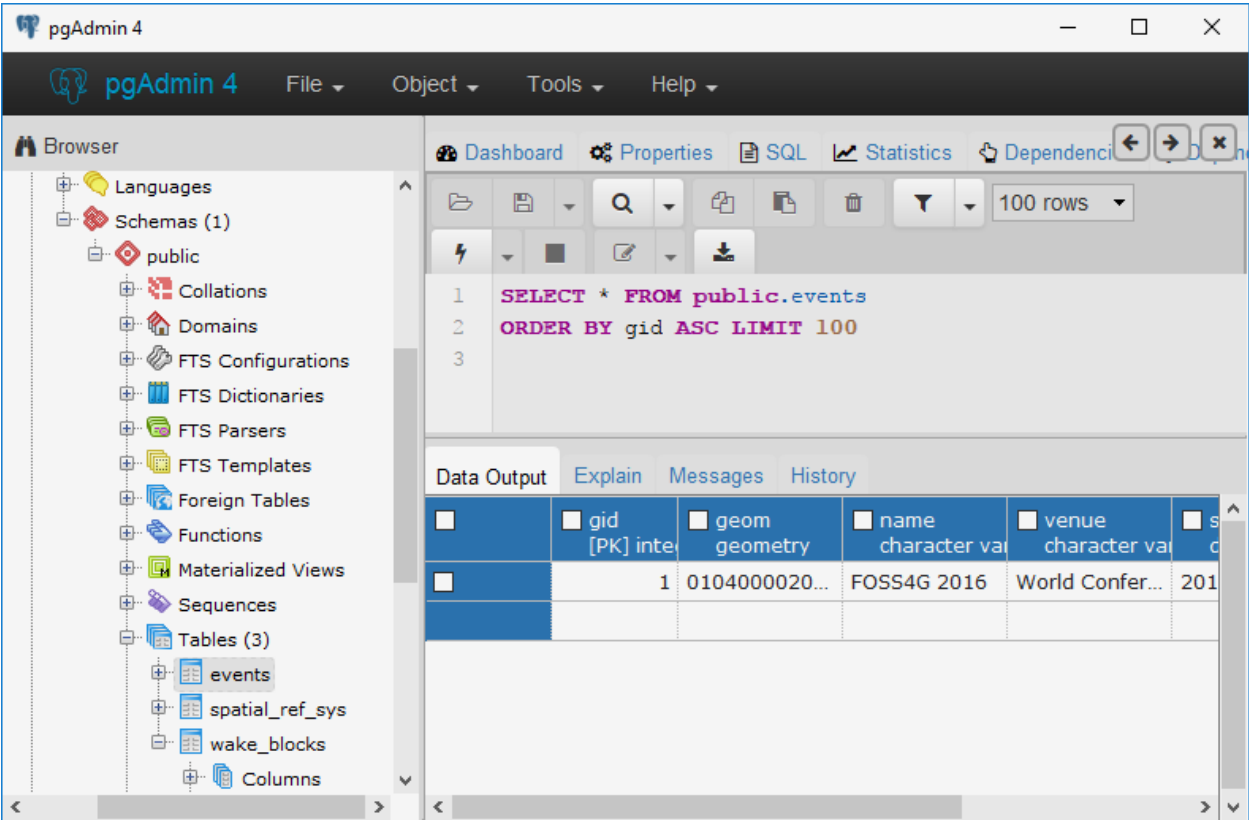 pgAdmin 4
pgAdmin 4 File Object Tools Help
Browser
Languages
Schemas (1)
public
Collations
Domains
FTS Configurations
FTS Dictionaries
FTS Parsers
FTS Templates
Foreign Tables
Functions
Materialized Views
Sequences
Tables (3)
events
spatial_ref_sys
wake_blocks
Columns
Dashboard Properties SQL Statistics Dependenci
100 rows
1 SELECT * FROM public.events
2 ORDER BY gid ASC LIMIT 100
3
Data Output Explain Messages History
gid geom name venue s
[PK] inte geometry character var character var c
1 0104000020... FOSS4G 2016 World Confer... 201